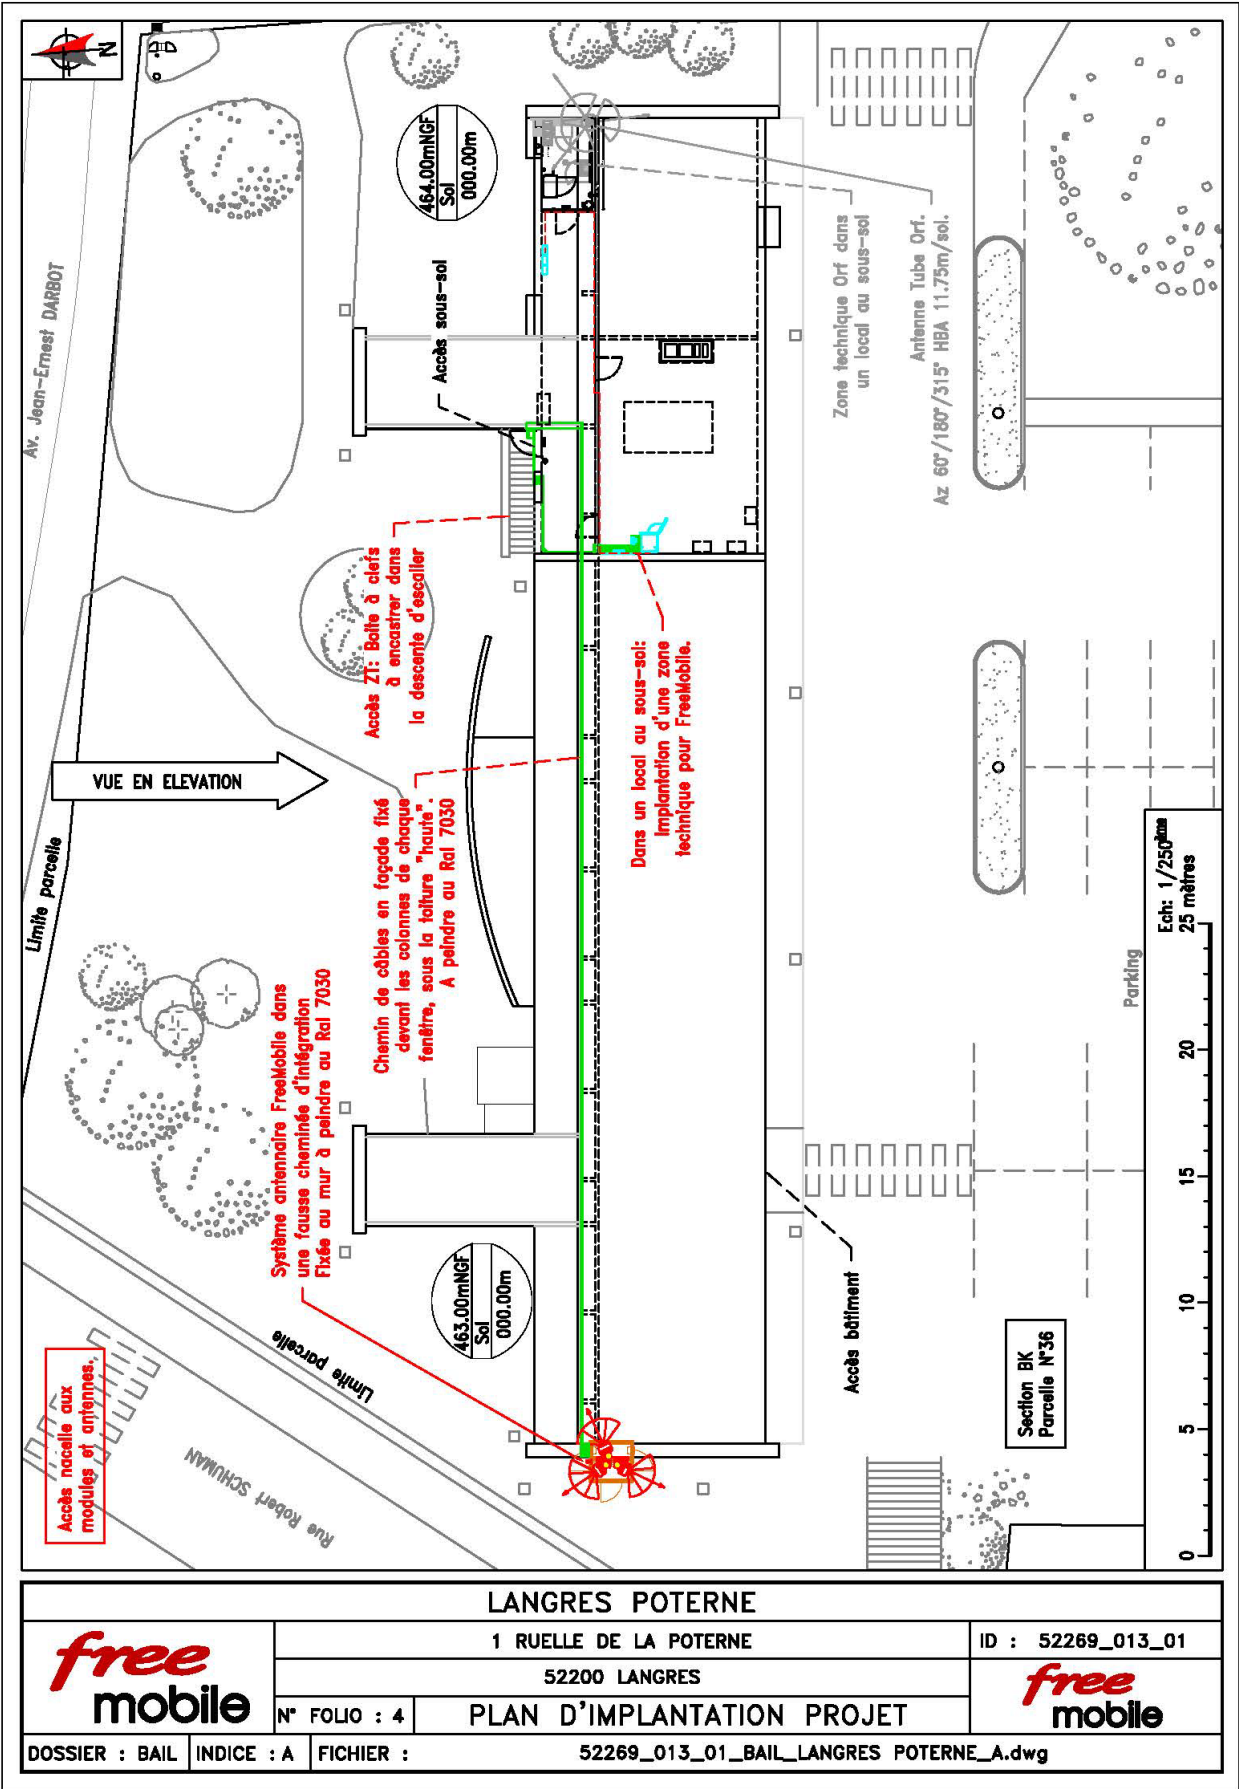 N
Av. Jean-Ernest DARBOT
464.00mNGF
Sol
000.00m
Accès sous-sol
Zone technique Orf dans
un local au sous-sol
Antenne Tube Orf.
Az 60°/180°/315° HBA 11.75m/sol.
Accès ZT: Boîte à clefs
à encastrer dans
la descente d'escalier
VUE EN ELEVATION
Dans un local au sous-sol:
Implantation d'une zone
technique pour FreeMobile.
Limite parcelle
Chemin de câbles en façade fixé
devant les colonnes de chaque
fenêtre, sous la toiture "haute".
A peindre au Ral 7030
Système antennaire FreeMobile dans
une fausse cheminée d'intégration
Fixée au mur à peindre au Ral 7030
Parking
Ech: 1/250ème
25 mètres
20
15
10
5
0
463.00mNGF
Sol
000.00m
Limite parcelle
Accès bâtiment
Section BK
Parcelle N°36
Accès nacelle aux
modules et antennes.
Rue Robert SCHUMAN
LANGRES POTERNE
free
mobile
1 RUELLE DE LA POTERNE
ID : 52269_013_01
52200 LANGRES
free
mobile
N° FOLIO : 4
PLAN D'IMPLANTATION PROJET
DOSSIER : BAIL
INDICE : A
FICHIER :
52269_013_01_BAIL_LANGRES POTERNE_A.dwg